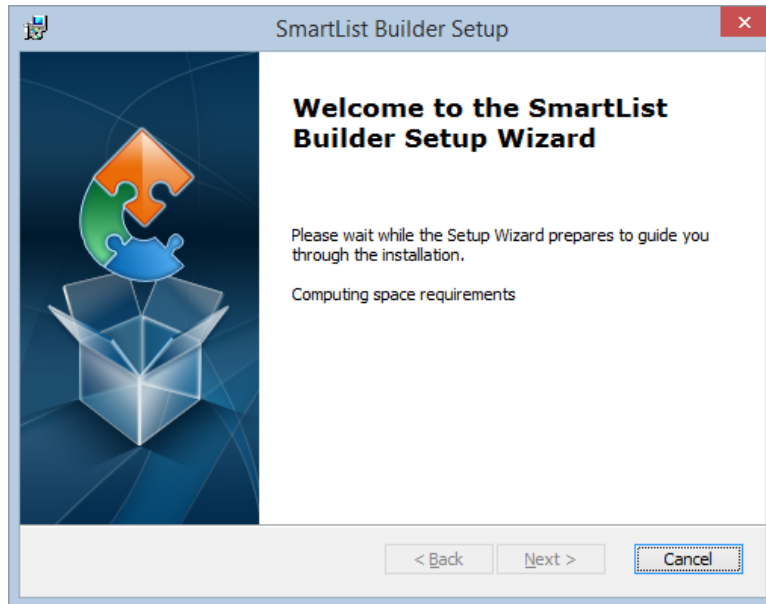 SmartList Builder Setup
Welcome to the SmartList
Builder Setup Wizard
Please wait while the Setup Wizard prepares to guide you
through the installation.
Computing space requirements
< Back
Next >
Cancel